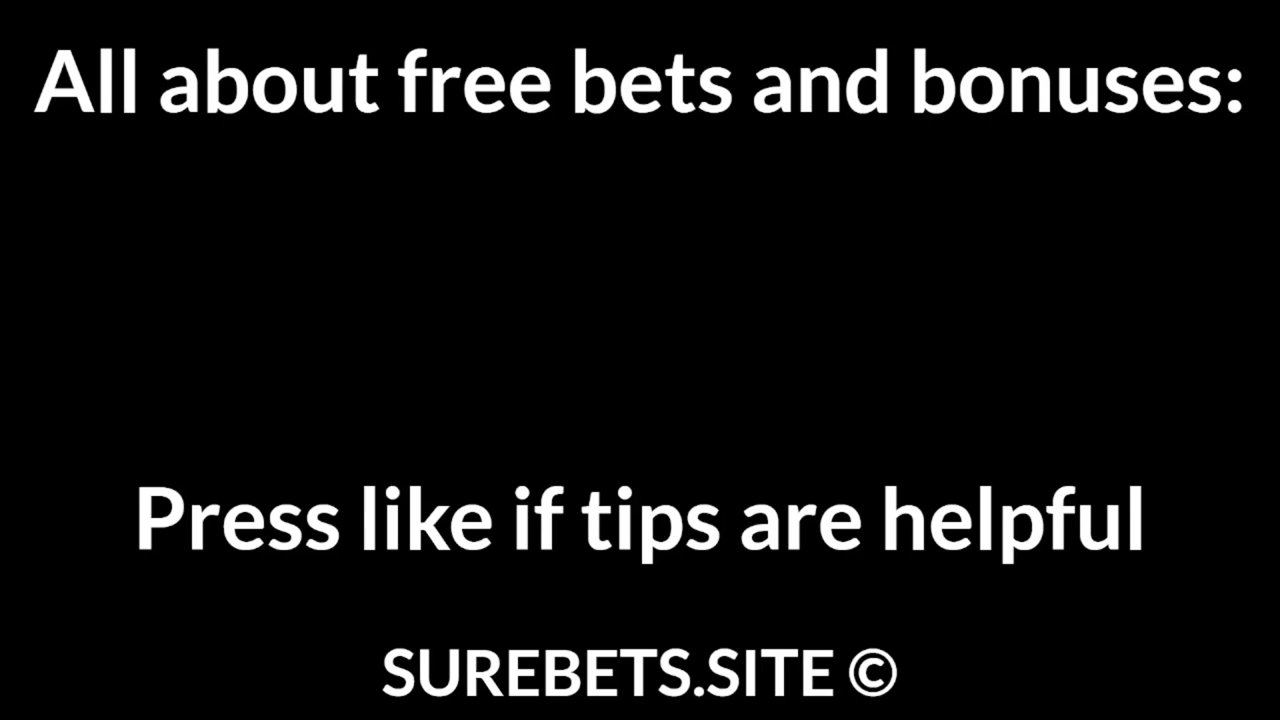 All about free bets and bonuses:
Press like if tips are helpful
SUREBETS.SITE ©